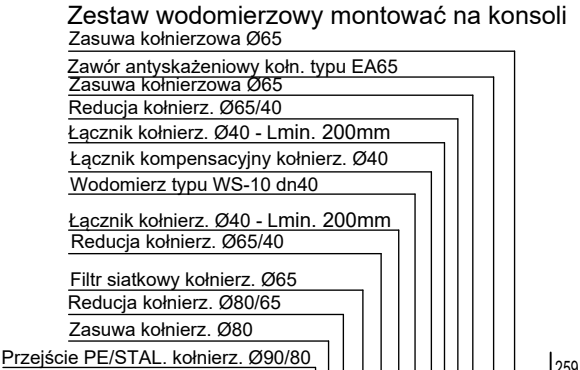 Zestaw wodomierzowy montować na konsoli
Zasuwa kołnierzowa Ø65
Zawór antyskażeniowy kołn. typu EA65
Zasuwa kołnierzowa Ø65
Reducja kołnierz. Ø65/40
Łącznik kołnierz. Ø40 - Lmin. 200mm
Łącznik kompensacyjny kołnierz. Ø40
Wodomierz typu WS-10 dn40
Łącznik kołnierz. Ø40 - Lmin. 200mm
Reducja kołnierz. Ø65/40
Filtr siatkowy kołnierz. Ø65
Reducja kołnierz. Ø80/65
Zasuwa kołnierz. Ø80
Przejście PE/STAL. kołnierz. Ø90/80
259